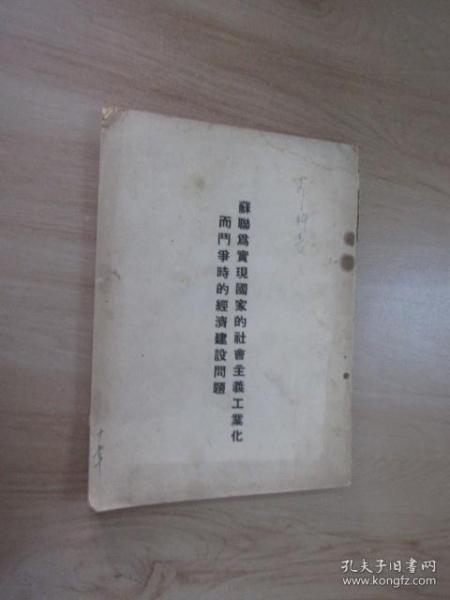 蘇聯爲實現國家的社會主義工業化
而鬥爭時的經濟建設問題
孔夫子旧书网
www.kongfz.com